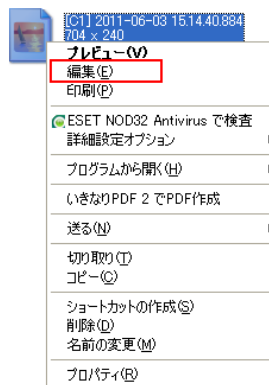 [C1] 2011-06-03 15.14.40.884
704 x 240
プレビュー(V)
編集(E)
印刷(P)
ESET NOD32 Antivirus で検査
詳細設定オプション
プログラムから開く(H)
いきなりPDF 2 でPDF作成
送る(N)
切り取り(T)
コピー(C)
ショートカットの作成(S)
削除(D)
名前の変更(M)
プロパティ(R)